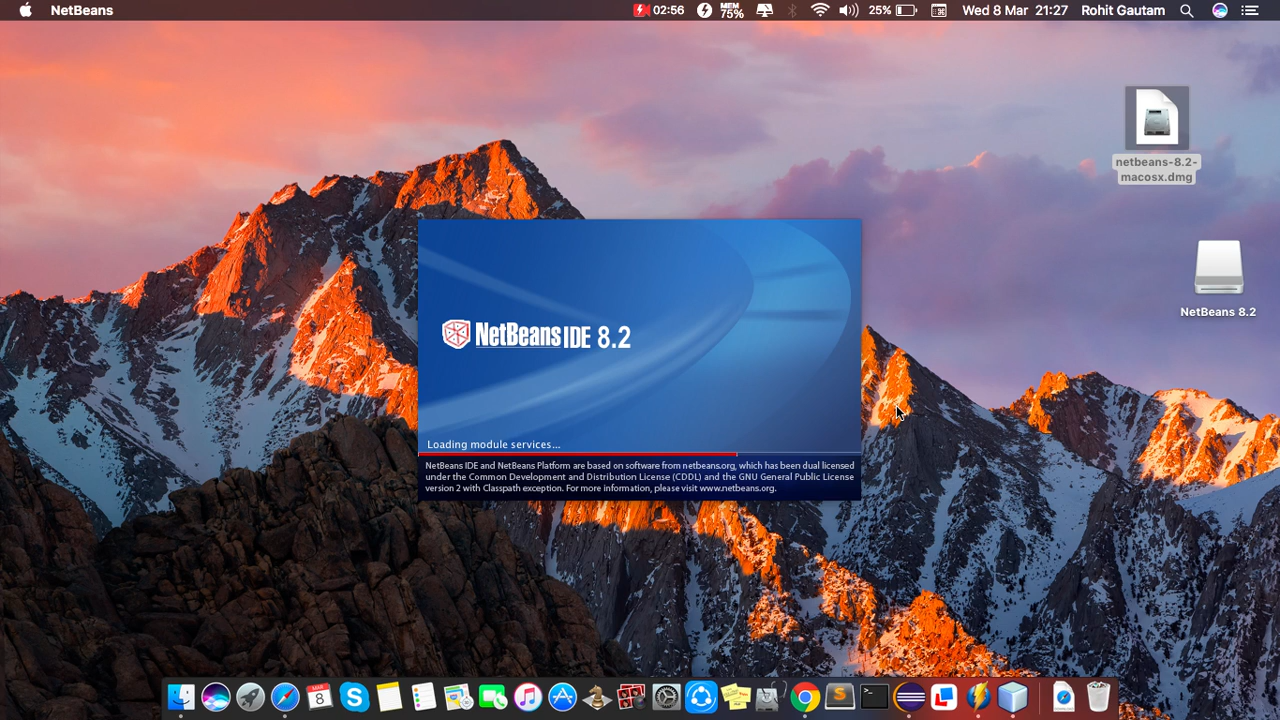 NetBeans
02:56
MEM
75%
25%
Wed 8 Mar 21:27
Rohit Gautam
netbeans-8.2-
macosx.dmg
NetBeans 8.2
NetBeans IDE 8.2
Loading module services...
NetBeans IDE and NetBeans Platform are based on software from netbeans.org, which has been dual licensed
under the Common Development and Distribution License (CDDL) and the GNU General Public License
version 2 with Classpath exception. For more information, please visit www.netbeans.org.
MAR
8